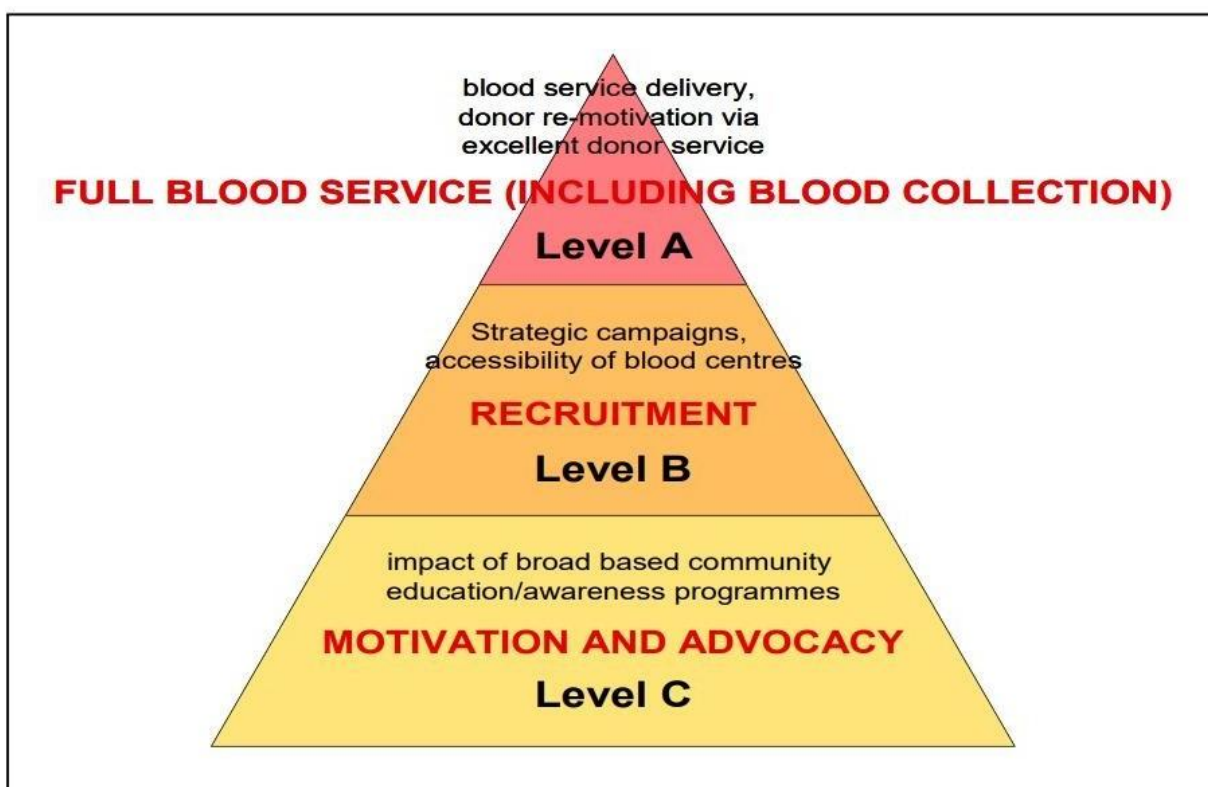 blood service delivery,
donor re-motivation via
excellent donor service
FULL BLOOD SERVICE (INCLUDING BLOOD COLLECTION)
Level A
Strategic campaigns,
accessibility of blood centres
RECRUITMENT
Level B
impact of broad based community
education/awareness programmes
MOTIVATION AND ADVOCACY
Level C